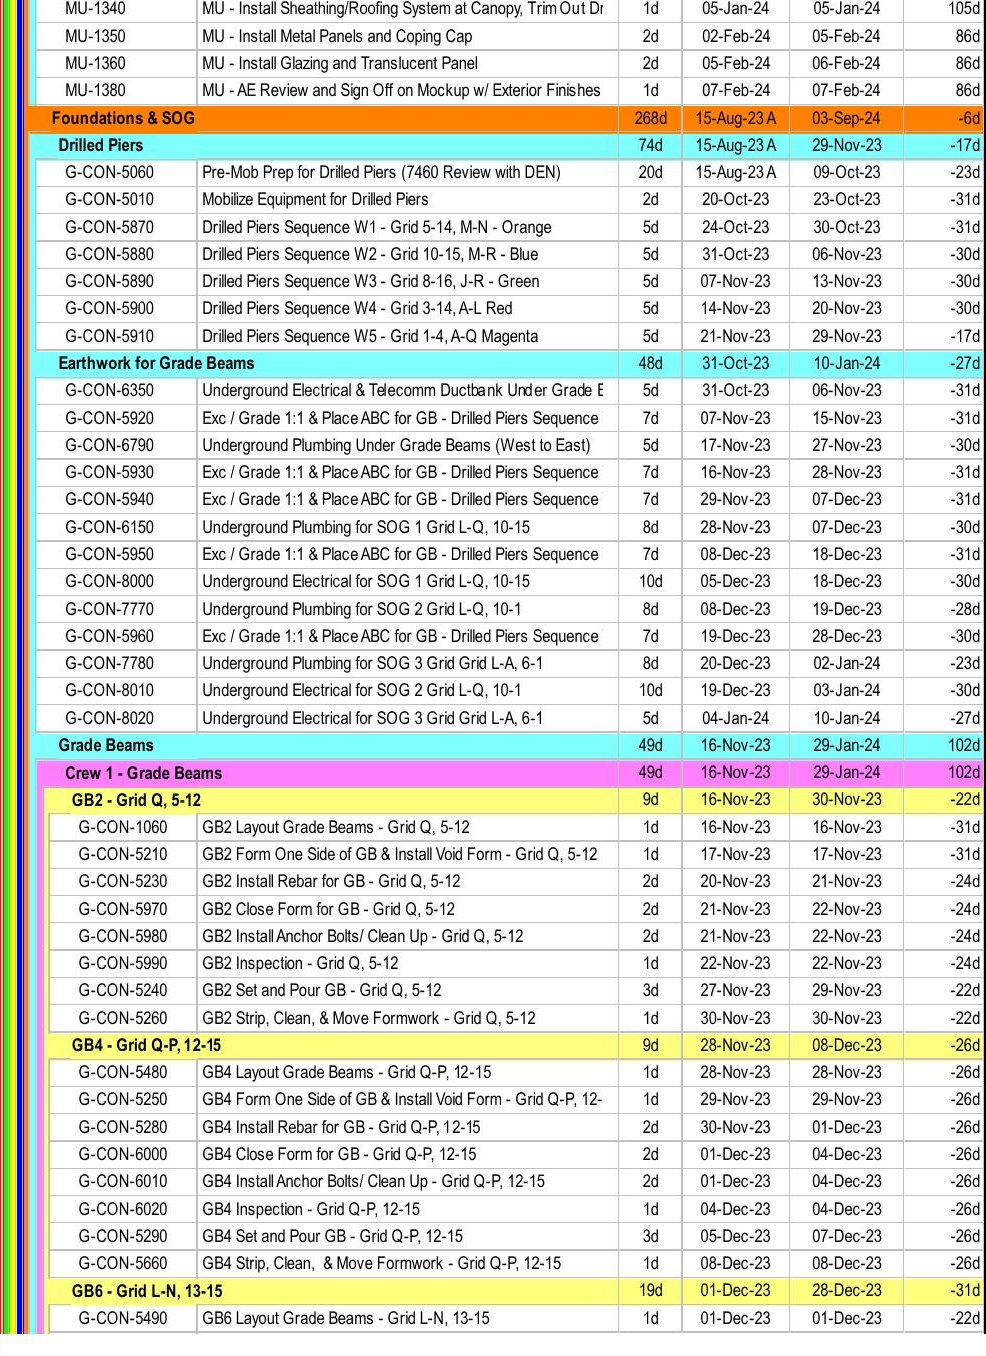 MU-1340 MU - Install Sheathing/Roofing System at Canopy, Trim Out Dr 1d 05-Jan-24 05-Jan-24 105d
MU-1350 MU - Install Metal Panels and Coping Cap 2d 02-Feb-24 05-Feb-24 86d
MU-1360 MU - Install Glazing and Translucent Panel 2d 05-Feb-24 06-Feb-24 86d
MU-1380 MU - AE Review and Sign Off on Mockup w/ Exterior Finishes 1d 07-Feb-24 07-Feb-24 86d
Foundations & SOG 268d 15-Aug-23 A 03-Sep-24 -6d
Drilled Piers 74d 15-Aug-23 A 29-Nov-23 -17d
G-CON-5060 Pre-Mob Prep for Drilled Piers (7460 Review with DEN) 20d 15-Aug-23 A 09-Oct-23 -23d
G-CON-5010 Mobilize Equipment for Drilled Piers 2d 20-Oct-23 23-Oct-23 -31d
G-CON-5870 Drilled Piers Sequence W1 - Grid 5-14, M-N - Orange 5d 24-Oct-23 30-Oct-23 -31d
G-CON-5880 Drilled Piers Sequence W2 - Grid 10-15, M-R - Blue 5d 31-Oct-23 06-Nov-23 -30d
G-CON-5890 Drilled Piers Sequence W3 - Grid 8-16, J-R - Green 5d 07-Nov-23 13-Nov-23 -30d
G-CON-5900 Drilled Piers Sequence W4 - Grid 3-14, A-L Red 5d 14-Nov-23 20-Nov-23 -30d
G-CON-5910 Drilled Piers Sequence W5 - Grid 1-4, A-Q Magenta 5d 21-Nov-23 29-Nov-23 -17d
Earthwork for Grade Beams 48d 31-Oct-23 10-Jan-24 -27d
G-CON-6350 Underground Electrical & Telecomm Ductbank Under Grade E 5d 31-Oct-23 06-Nov-23 -31d
G-CON-5920 Exc / Grade 1:1 & Place ABC for GB - Drilled Piers Sequence 7d 07-Nov-23 15-Nov-23 -31d
G-CON-6790 Underground Plumbing Under Grade Beams (West to East) 5d 17-Nov-23 27-Nov-23 -30d
G-CON-5930 Exc / Grade 1:1 & Place ABC for GB - Drilled Piers Sequence 7d 16-Nov-23 28-Nov-23 -31d
G-CON-5940 Exc / Grade 1:1 & Place ABC for GB - Drilled Piers Sequence 7d 29-Nov-23 07-Dec-23 -31d
G-CON-6150 Underground Plumbing for SOG 1 Grid L-Q, 10-15 8d 28-Nov-23 07-Dec-23 -30d
G-CON-5950 Exc / Grade 1:1 & Place ABC for GB - Drilled Piers Sequence 7d 08-Dec-23 18-Dec-23 -31d
G-CON-8000 Underground Electrical for SOG 1 Grid L-Q, 10-15 10d 05-Dec-23 18-Dec-23 -30d
G-CON-7770 Underground Plumbing for SOG 2 Grid L-Q, 10-1 8d 08-Dec-23 19-Dec-23 -28d
G-CON-5960 Exc / Grade 1:1 & Place ABC for GB - Drilled Piers Sequence 7d 19-Dec-23 28-Dec-23 -30d
G-CON-7780 Underground Plumbing for SOG 3 Grid Grid L-A, 6-1 8d 20-Dec-23 02-Jan-24 -23d
G-CON-8010 Underground Electrical for SOG 2 Grid L-Q, 10-1 10d 19-Dec-23 03-Jan-24 -30d
G-CON-8020 Underground Electrical for SOG 3 Grid Grid L-A, 6-1 5d 04-Jan-24 10-Jan-24 -27d
Grade Beams 49d 16-Nov-23 29-Jan-24 102d
Crew 1 - Grade Beams 49d 16-Nov-23 29-Jan-24 102d
GB2 - Grid Q, 5-12 9d 16-Nov-23 30-Nov-23 -22d
G-CON-1060 GB2 Layout Grade Beams - Grid Q, 5-12 1d 16-Nov-23 16-Nov-23 -31d
G-CON-5210 GB2 Form One Side of GB & Install Void Form - Grid Q, 5-12 1d 17-Nov-23 17-Nov-23 -31d
G-CON-5230 GB2 Install Rebar for GB - Grid Q, 5-12 2d 20-Nov-23 21-Nov-23 -24d
G-CON-5970 GB2 Close Form for GB - Grid Q, 5-12 2d 21-Nov-23 22-Nov-23 -24d
G-CON-5980 GB2 Install Anchor Bolts/ Clean Up - Grid Q, 5-12 2d 21-Nov-23 22-Nov-23 -24d
G-CON-5990 GB2 Inspection - Grid Q, 5-12 1d 22-Nov-23 22-Nov-23 -24d
G-CON-5240 GB2 Set and Pour GB - Grid Q, 5-12 3d 27-Nov-23 29-Nov-23 -22d
G-CON-5260 GB2 Strip, Clean, & Move Formwork - Grid Q, 5-12 1d 30-Nov-23 30-Nov-23 -22d
GB4 - Grid Q-P, 12-15 9d 28-Nov-23 08-Dec-23 -26d
G-CON-5480 GB4 Layout Grade Beams - Grid Q-P, 12-15 1d 28-Nov-23 28-Nov-23 -26d
G-CON-5250 GB4 Form One Side of GB & Install Void Form - Grid Q-P, 12- 1d 29-Nov-23 29-Nov-23 -26d
G-CON-5280 GB4 Install Rebar for GB - Grid Q-P, 12-15 2d 30-Nov-23 01-Dec-23 -26d
G-CON-6000 GB4 Close Form for GB - Grid Q-P, 12-15 2d 01-Dec-23 04-Dec-23 -26d
G-CON-6010 GB4 Install Anchor Bolts/ Clean Up - Grid Q-P, 12-15 2d 01-Dec-23 04-Dec-23 -26d
G-CON-6020 GB4 Inspection - Grid Q-P, 12-15 1d 04-Dec-23 04-Dec-23 -26d
G-CON-5290 GB4 Set and Pour GB - Grid Q-P, 12-15 3d 05-Dec-23 07-Dec-23 -26d
G-CON-5660 GB4 Strip, Clean, & Move Formwork - Grid Q-P, 12-15 1d 08-Dec-23 08-Dec-23 -26d
GB6 - Grid L-N, 13-15 19d 01-Dec-23 28-Dec-23 -31d
G-CON-5490 GB6 Layout Grade Beams - Grid L-N, 13-15 1d 01-Dec-23 01-Dec-23 -22d